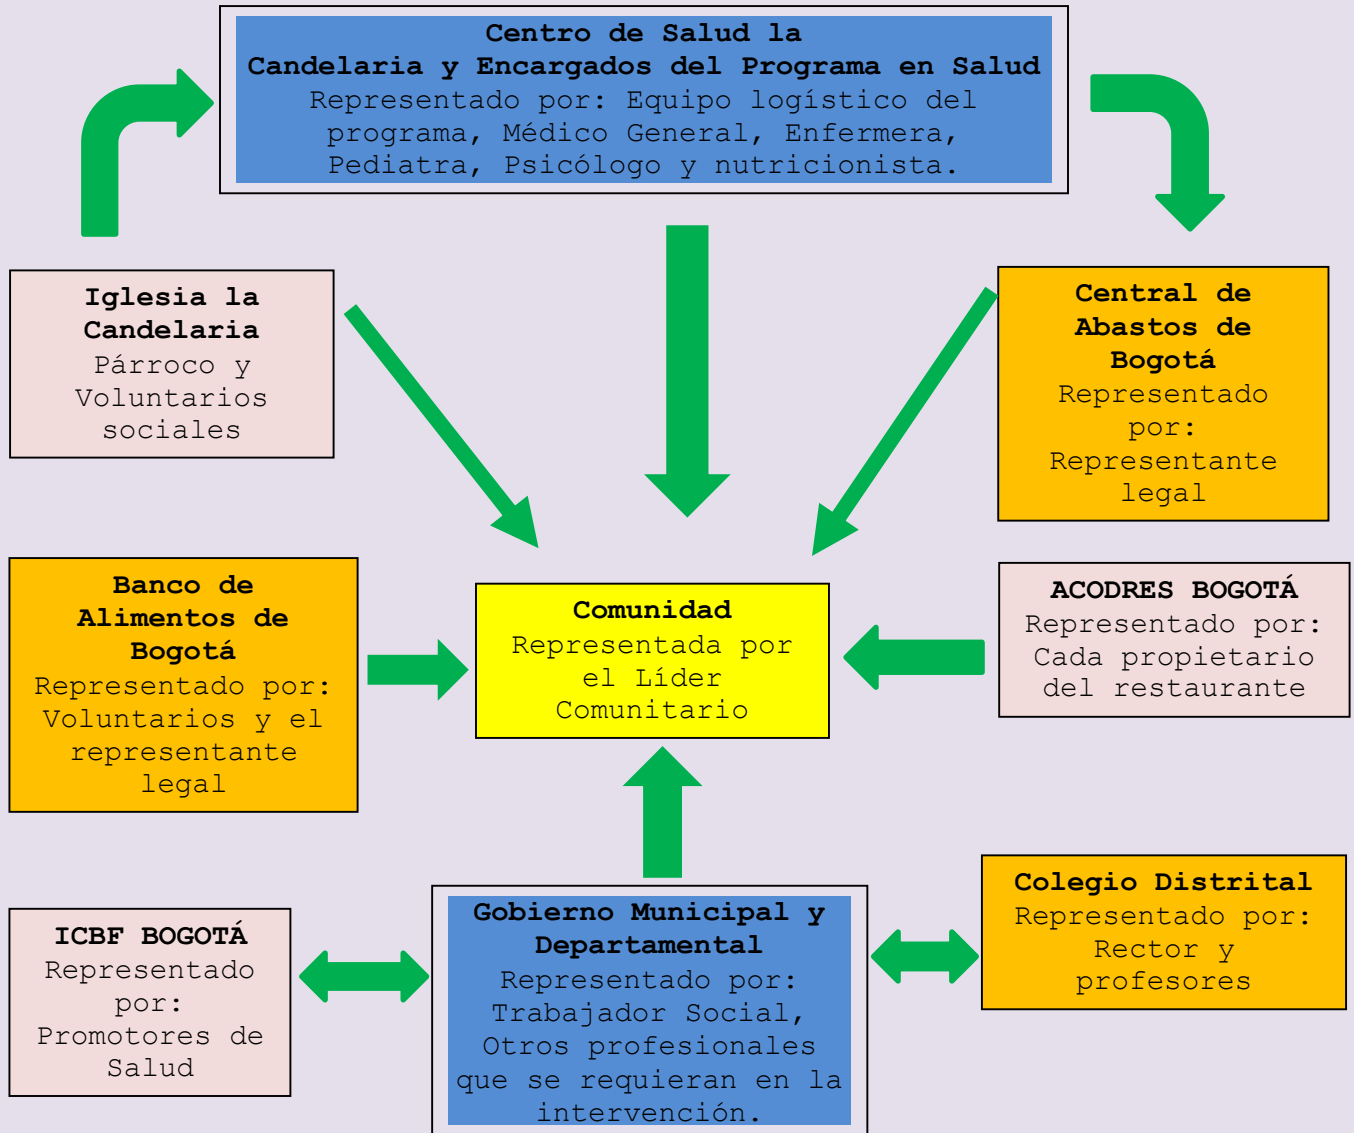 Centro de Salud la
Candelaria y Encargados del Programa en Salud
Representado por: Equipo logístico del
programa, Médico General, Enfermera,
Pediatra, Psicólogo y nutricionista.
Iglesia la
Candelaria
Párroco y
Voluntarios
sociales
Central de
Abastos de
Bogotá
Representado
por:
Representante
legal
Banco de
Alimentos de
Bogotá
Representado por:
Voluntarios y el
representante
legal
Comunidad
Representada por
el Líder
Comunitario
ACODRES BOGOTÁ
Representado por:
Cada propietario
del restaurante
ICBF BOGOTÁ
Representado
por:
Promotores de
Salud
Gobierno Municipal y
Departamental
Representado por:
Trabajador Social,
Otros profesionales
que se requieran en la
intervención.
Colegio Distrital
Representado por:
Rector y
profesores